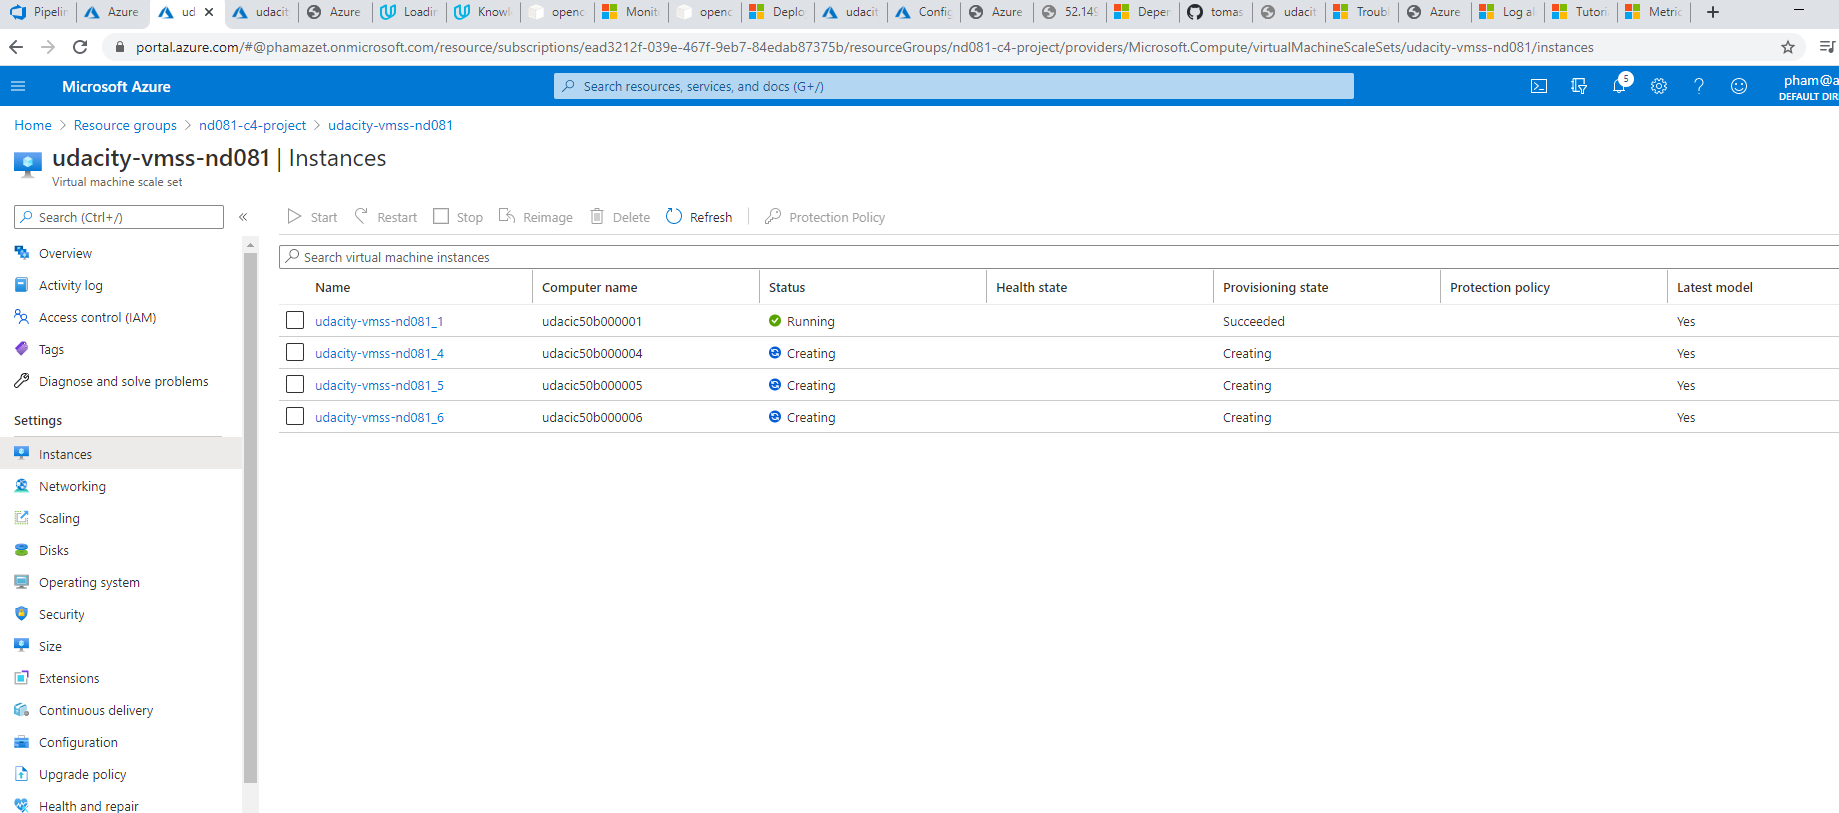 Pipelin Azure ud udacity Azure Loadin Knowl openc Monito openc Deplo udacit Config Azure 52.149 Depen tomas udacit Troubl Azure Log al Tutori Metric
portal.azure.com/#@phamazet.onmicrosoft.com/resource/subscriptions/ead3212f-039e-467f-9eb7-84edab87375b/resourceGroups/nd081-c4-project/providers/Microsoft.Compute/virtualMachineScaleSets/udacity-vmss-nd081/instances
Microsoft Azure Search resources, services, and docs (G+/) 5 pham@a
DEFAULT DIR
Home > Resource groups > nd081-c4-project > udacity-vmss-nd081
udacity-vmss-nd081 | Instances
Virtual machine scale set
Search (Ctrl+/) « Start Restart Stop Reimage Delete Refresh Protection Policy
Overview
Activity log
Access control (IAM)
Tags
Diagnose and solve problems
Settings
Instances
Networking
Scaling
Disks
Operating system
Security
Size
Extensions
Continuous delivery
Configuration
Upgrade policy
Health and repair
Search virtual machine instances
Name Computer name Status Health state Provisioning state Protection policy Latest model
udacity-vmss-nd081_1 udacic50b000001 Running Succeeded Yes
udacity-vmss-nd081_4 udacic50b000004 Creating Creating Yes
udacity-vmss-nd081_5 udacic50b000005 Creating Creating Yes
udacity-vmss-nd081_6 udacic50b000006 Creating Creating Yes